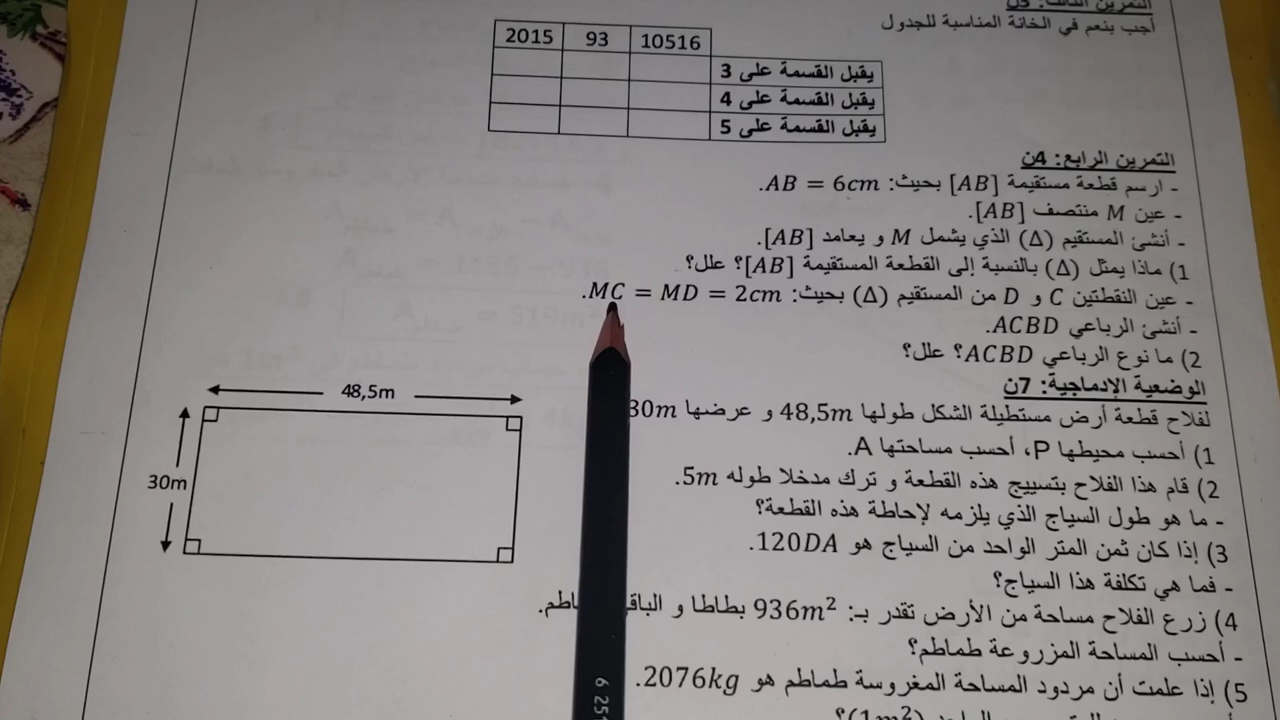 التمرين الثالث: 3ن
أجب بنعم في الخانة المناسبة للجدول
2015 93 10516
يقبل القسمة على 3
يقبل القسمة على 4
يقبل القسمة على 5
التمرين الرابع: 4ن
- ارسم قطعة مستقيمة [AB] بحيث: AB = 6cm.
- عين M منتصف [AB].
- أنشئ المستقيم (Δ) الذي يشمل M و يعامد [AB].
1) ماذا يمثل (Δ) بالنسبة إلى القطعة المستقيمة [AB]؟ علل؟
- عين النقطتين C و D من المستقيم (Δ) بحيث: MC = MD = 2cm.
- أنشئ الرباعي ACBD.
2) ما نوع الرباعي ACBD؟ علل؟
الوضعية الإدماجية: 7ن
لفلاح قطعة أرض مستطيلة الشكل طولها 48,5m و عرضها 30m
1) أحسب محيطها P، أحسب مساحتها A.
2) قام هذا الفلاح بتسييج هذه القطعة و ترك مدخلا طوله 5m.
- ما هو طول السياج الذي يلزمه لإحاطة هذه القطعة؟
3) إذا كان ثمن المتر الواحد من السياج هو 120DA.
- فما هي تكلفة هذا السياج؟
4) زرع الفلاح مساحة من الأرض تقدر بـ: 936m² بطاطا و
- أحسب المساحة المزروعة طماطم؟
5) إذا علمت أن مردود المساحة المغروسة طماطم هو 2076kg.
الواحد (1m²)؟
48,5m
30m
6 251